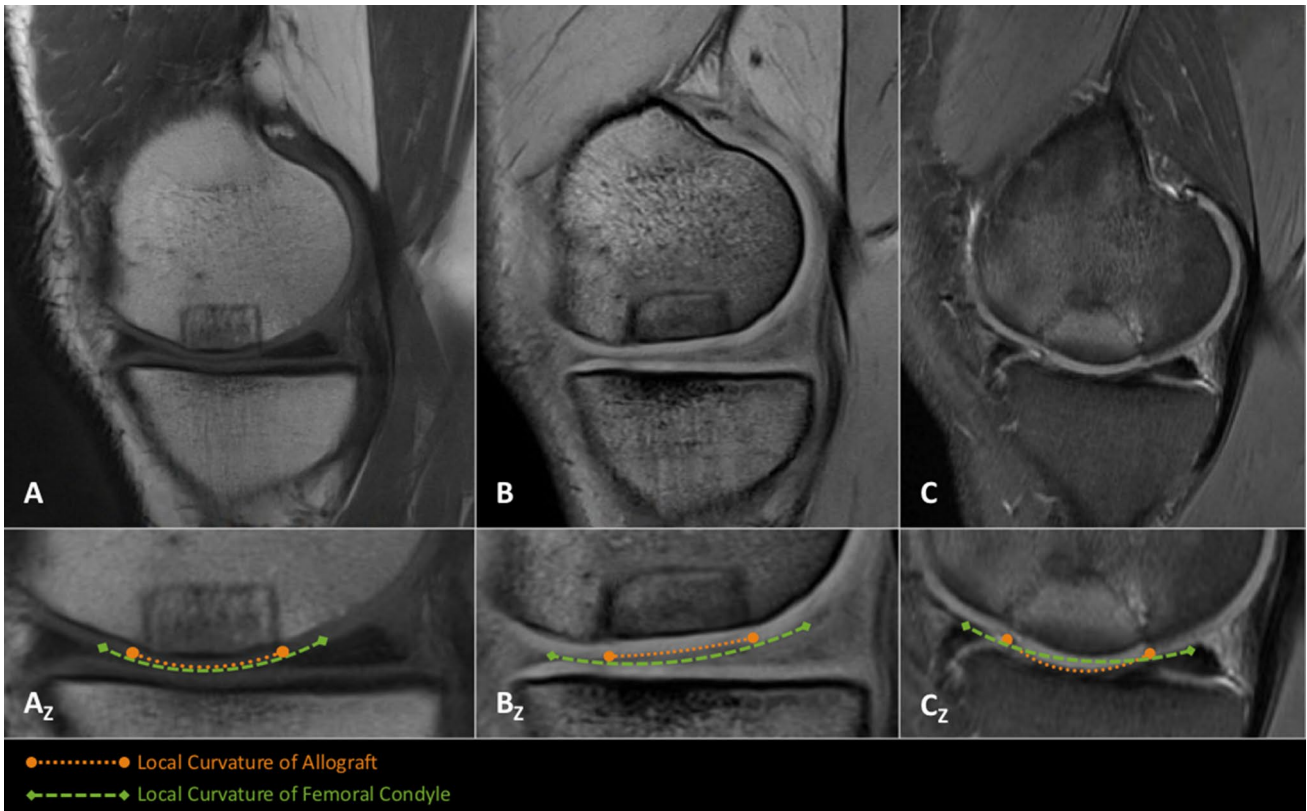 A
B
C
AZ
BZ
CZ
Local Curvature of Allograft
Local Curvature of Femoral Condyle